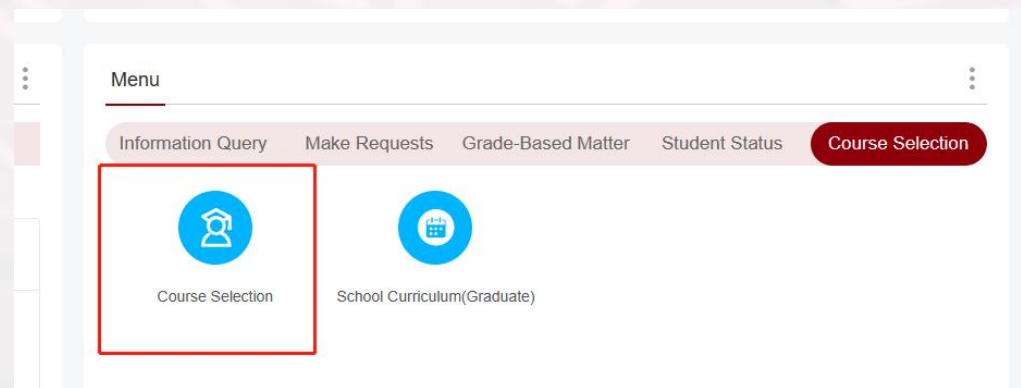 Menu
Information Query Make Requests Grade-Based Matter Student Status Course Selection
Course Selection School Curriculum(Graduate)